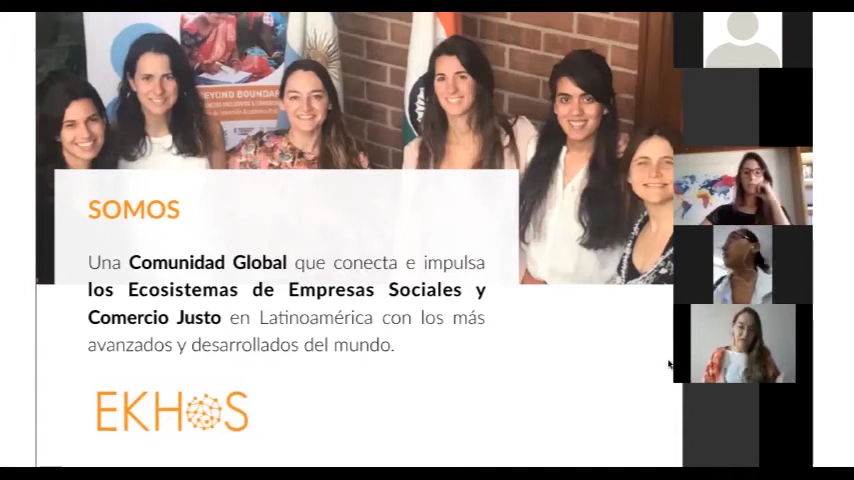 BEYOND BOUNDAR
SOMOS
Una Comunidad Global que conecta e impulsa
los Ecosistemas de Empresas Sociales y
Comercio Justo en Latinoamérica con los más
avanzados y desarrollados del mundo.
EKHOS